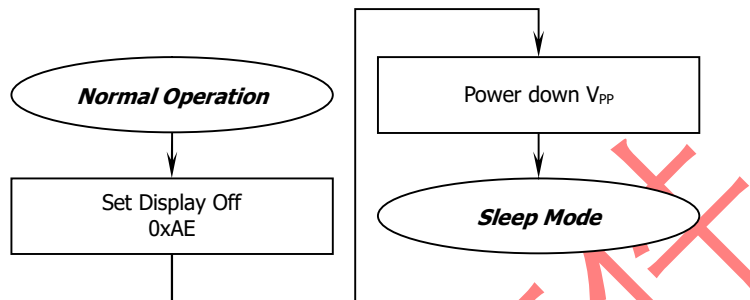 Normal Operation
Set Display Off
0xAE
Power down VPP
Sleep Mode